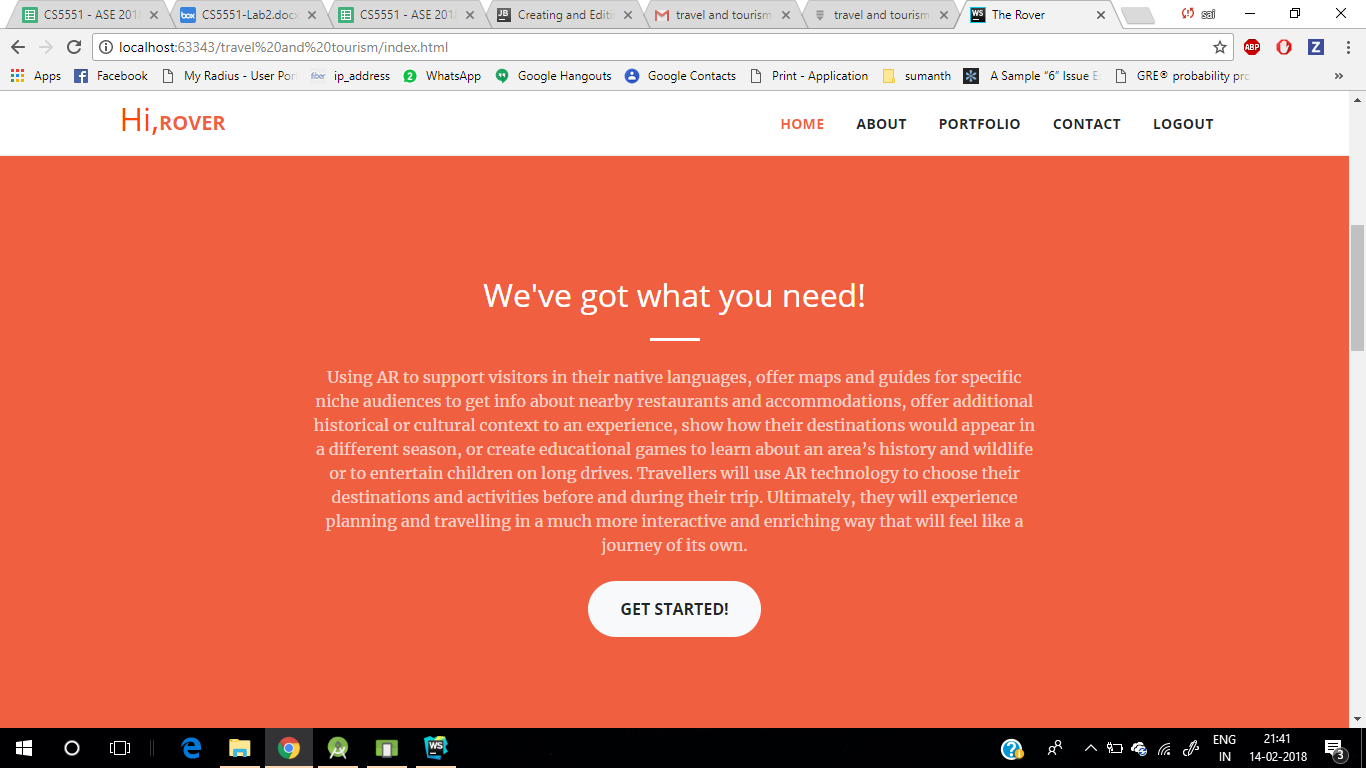 CS5551 - ASE 201
CS5551-Lab2.docx
CS5551 - ASE 201
Creating and Editi
travel and tourism
travel and tourism
The Rover
saf
localhost:63343/travel%20and%20tourism/index.html
ABP
Z
Apps
Facebook
My Radius - User Por
fiber ip_address
2 WhatsApp
Google Hangouts
Google Contacts
Print - Application
sumanth
A Sample “6” Issue E
GRE® probability pro
»
Hi,ROVER
HOME ABOUT PORTFOLIO CONTACT LOGOUT
We've got what you need!
Using AR to support visitors in their native languages, offer maps and guides for specific
niche audiences to get info about nearby restaurants and accommodations, offer additional
historical or cultural context to an experience, show how their destinations would appear in
a different season, or create educational games to learn about an area’s history and wildlife
or to entertain children on long drives. Travellers will use AR technology to choose their
destinations and activities before and during their trip. Ultimately, they will experience
planning and travelling in a much more interactive and enriching way that will feel like a
journey of its own.
GET STARTED!
WS
ENG
IN
21:41
14-02-2018
3